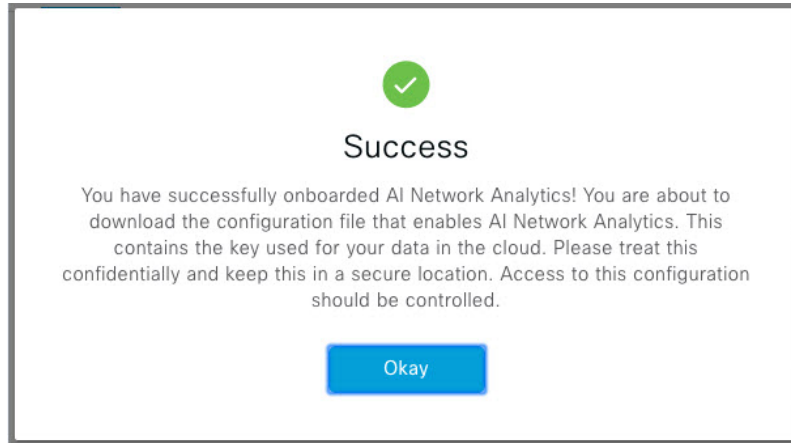 Success
You have successfully onboarded AI Network Analytics! You are about to
download the configuration file that enables AI Network Analytics. This
contains the key used for your data in the cloud. Please treat this
confidentially and keep this in a secure location. Access to this configuration
should be controlled.
Okay